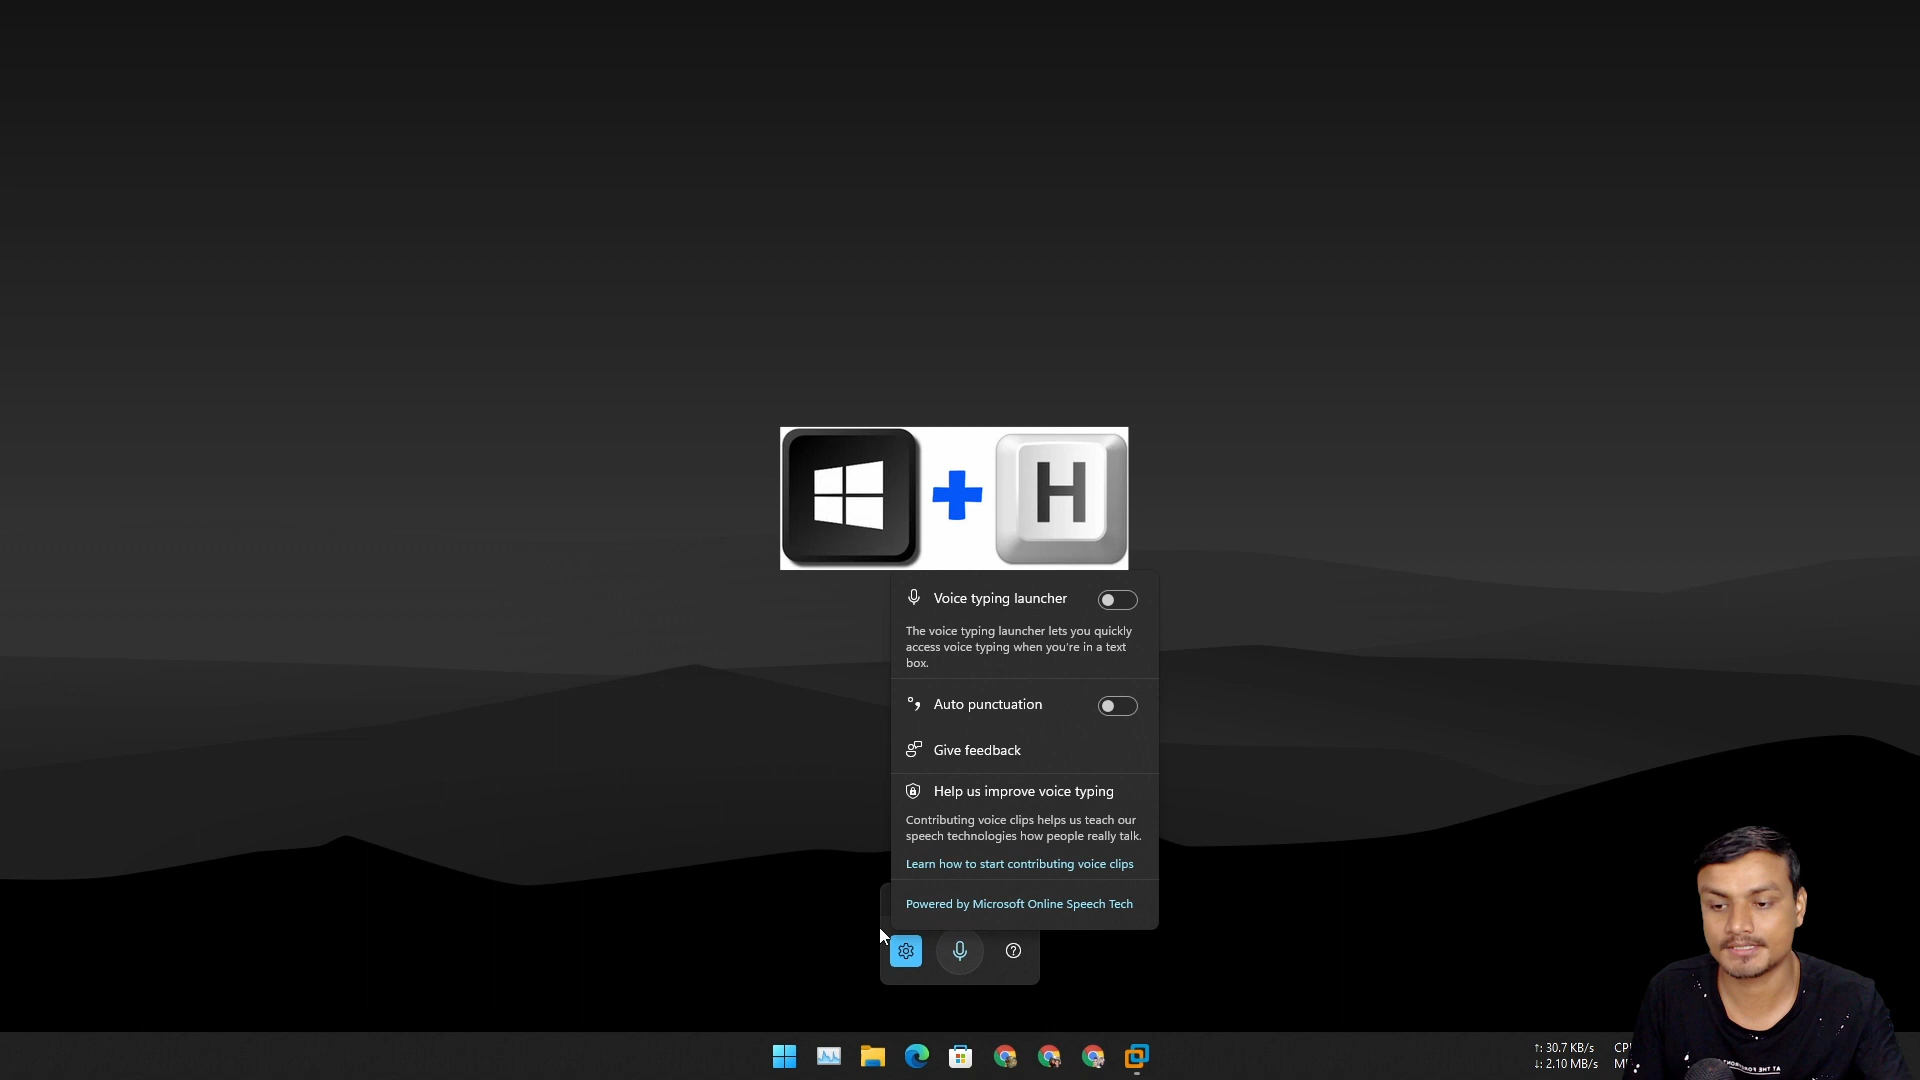 H
Voice typing launcher
The voice typing launcher lets you quickly
access voice typing when you're in a text
box.
Auto punctuation
Give feedback
Help us improve voice typing
Contributing voice clips helps us teach our
speech technologies how people really talk.
Learn how to start contributing voice clips
Powered by Microsoft Online Speech Tech
↑: 30.7 KB/s
↓: 2.10 MB/s